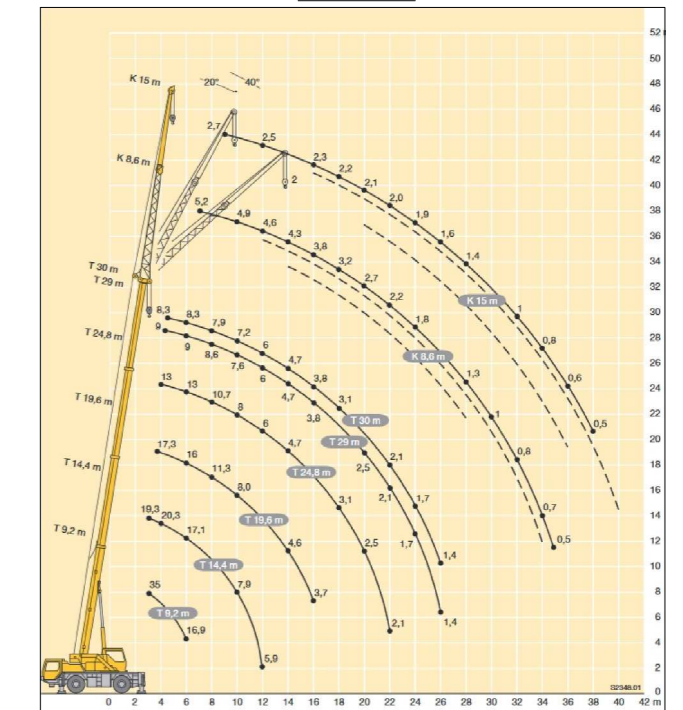 52
50
K 15 m 20° 40° 48
46
2,7 2,5 44
K 8,6 m 2,3 42
2 2,2 40
5,2 4,9 2,1 38
4,6 2,0
4,3 1,9 36
3,8 1,6
T 30 m 3,2 1,4 34
T 29 m 2,7 32
2,2 K 15 m 1 30
8,3 8,3 7,9 1,8
T 24,8 m 9 9 7,2 0,8 28
8,6 6 K 8,6 m 26
7,6 4,7 1,3 0,6
13 13 6 3,8 24
T 19,6 m 10,7 4,7 3,1 1 0,5 22
8 3,8 T 30 m
6 T 29 m 20
17,3 16 4,7 2,5 2,1 0,8 18
T 14,4 m 11,3 T 24,8 m
8,0 3,1 2,1 1,7 0,7 16
19,3 20,3 T 19,6 m 14
T 9,2 m 17,1 2,5 1,7 1,4 0,5 12
T 14,4 m 4,6 10
35 7,9 3,7 8
T 9,2 m 1,4 6
16,9 2,1 4
5,9 2
S2348.01
0
0 2 4 6 8 10 12 14 16 18 20 22 24 26 28 30 32 34 36 38 40 42 m